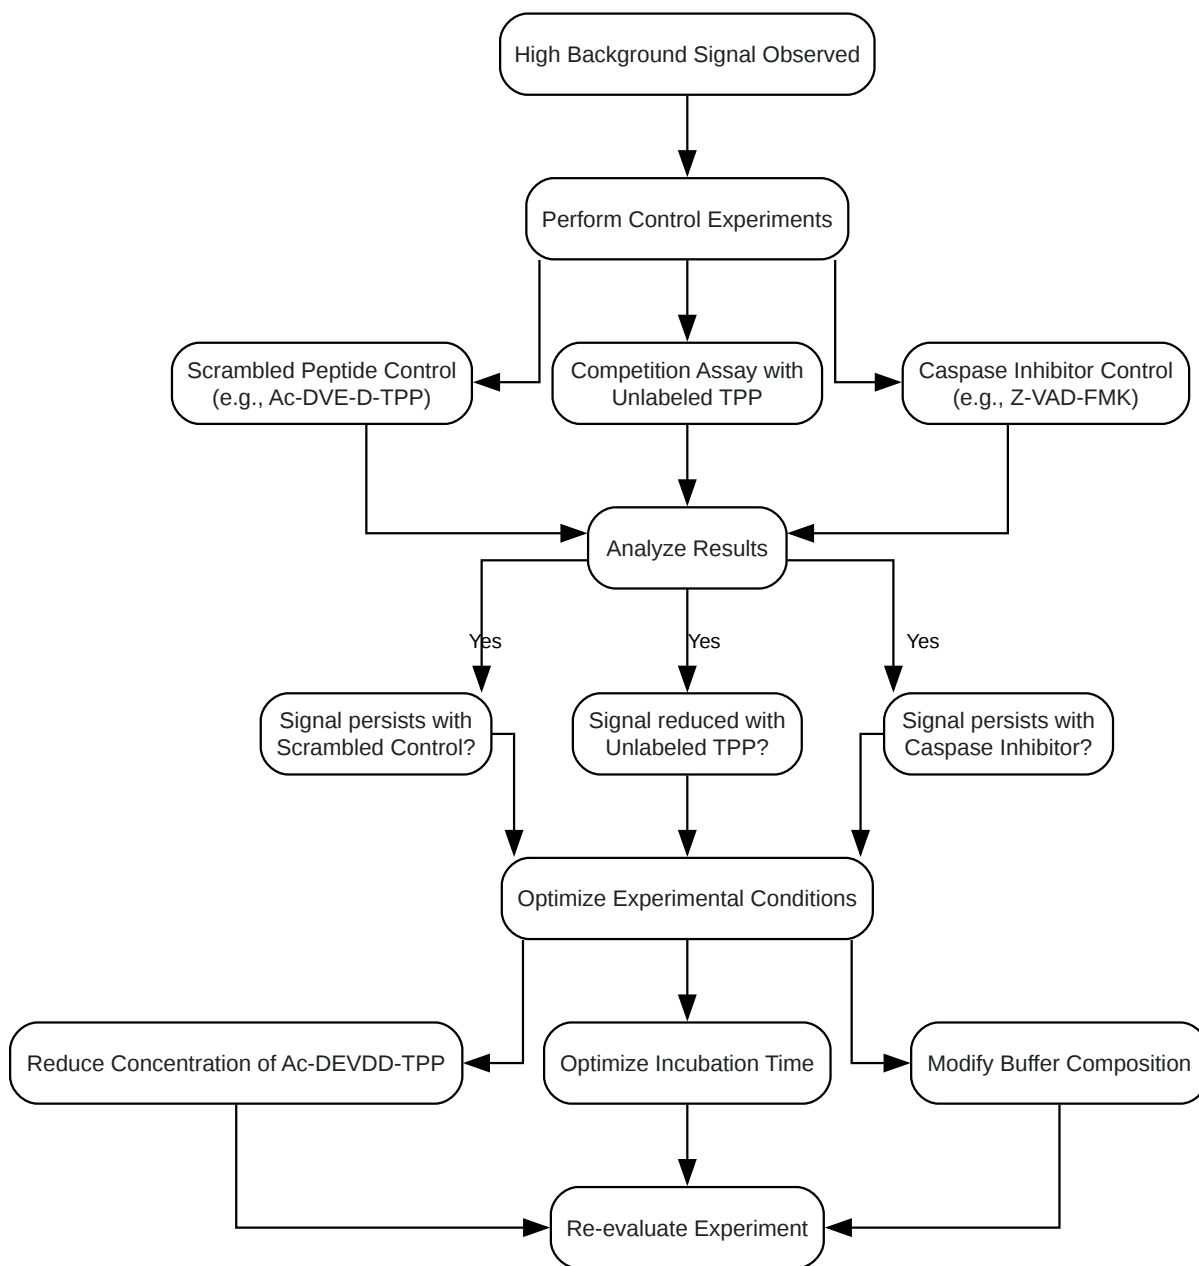 High Background Signal Observed
Perform Control Experiments
Scrambled Peptide Control
(e.g., Ac-DVE-D-TPP)
Competition Assay with
Unlabeled TPP
Caspase Inhibitor Control
(e.g., Z-VAD-FMK)
Analyze Results
Yes
Yes
Yes
Signal persists with
Scrambled Control?
Signal reduced with
Unlabeled TPP?
Signal persists with
Caspase Inhibitor?
Optimize Experimental Conditions
Reduce Concentration of Ac-DEVDD-TPP
Optimize Incubation Time
Modify Buffer Composition
Re-evaluate Experiment